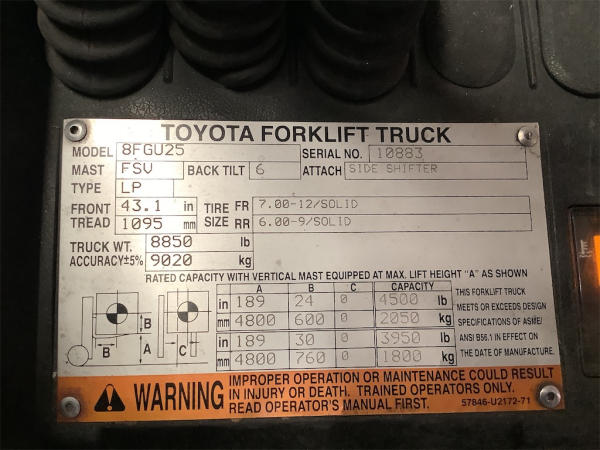 TOYOTA FORKLIFT TRUCK
MODEL 8FGU25 SERIAL NO. 10883
MAST FSV BACK TILT 6 ATTACH SIDE SHIFTER
TYPE LP
FRONT 43.1 in TIRE FR 7.00-12/SOLID
TREAD 1095 mm SIZE RR 6.00-9/SOLID
TRUCK WT. 8850 lb
ACCURACY±5% 9020 kg
RATED CAPACITY WITH VERTICAL MAST EQUIPPED AT MAX. LIFT HEIGHT "A" AS SHOWN
A B C CAPACITY
in 189 24 0 4500 lb
mm 4800 600 0 2050 kg
in 189 30 0 3950 lb
mm 4800 760 0 1800 kg
B
B A C
THIS FORKLIFT TRUCK
MEETS OR EXCEEDS DESIGN
SPECIFICATIONS OF ASME/
ANSI B56.1 IN EFFECT ON
THE DATE OF MANUFACTURE.
WARNING
IMPROPER OPERATION OR MAINTENANCE COULD RESULT
IN INJURY OR DEATH. TRAINED OPERATORS ONLY.
READ OPERATOR'S MANUAL FIRST.
57846-U2172-71